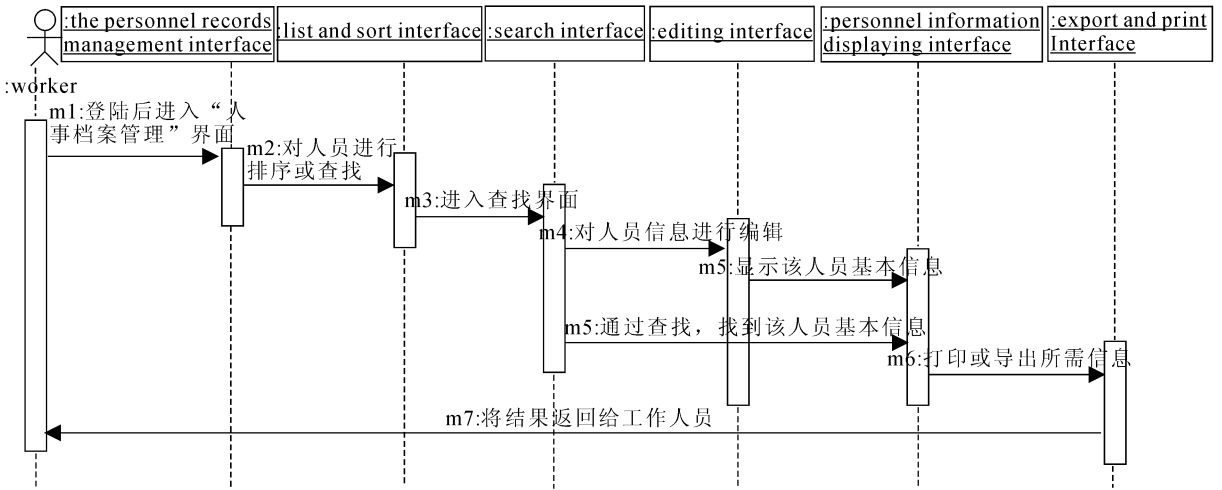 :the personnel records
management interface
:list and sort interface
:search interface
:editing interface
:personnel information
displaying interface
:export and print
Interface
:worker
m1:登陆后进入“人
事档案管理”界面
m2:对人员进行
排序或查找
m3:进入查找界面
m4:对人员信息进行编辑
m5:显示该人员基本信息
m5:通过查找，找到该人员基本信息
m6:打印或导出所需信息
m7:将结果返回给工作人员